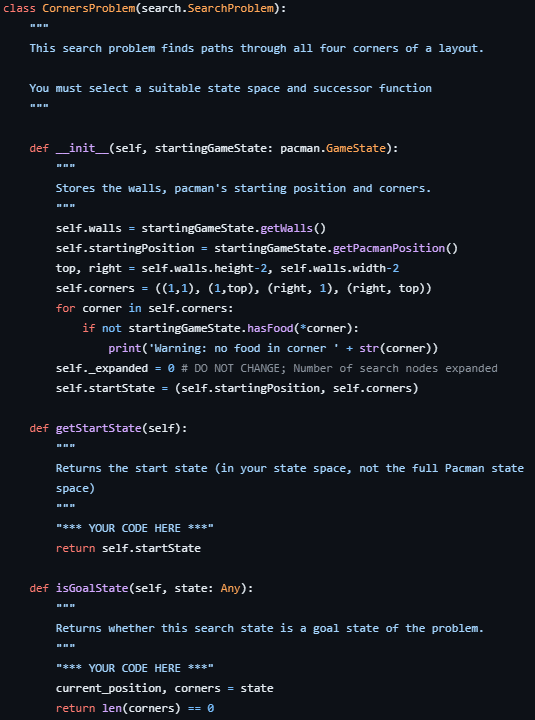 class CornersProblem(search.SearchProblem):
    """
    This search problem finds paths through all four corners of a layout.

    You must select a suitable state space and successor function
    """

    def __init__(self, startingGameState: pacman.GameState):
        """
        Stores the walls, pacman's starting position and corners.
        """
        self.walls = startingGameState.getWalls()
        self.startingPosition = startingGameState.getPacmanPosition()
        top, right = self.walls.height-2, self.walls.width-2
        self.corners = ((1,1), (1,top), (right, 1), (right, top))
        for corner in self.corners:
            if not startingGameState.hasFood(*corner):
                print('Warning: no food in corner ' + str(corner))
        self._expanded = 0 # DO NOT CHANGE; Number of search nodes expanded
        self.startState = (self.startingPosition, self.corners)

    def getStartState(self):
        """
        Returns the start state (in your state space, not the full Pacman state
        space)
        """
        "*** YOUR CODE HERE ***"
        return self.startState

    def isGoalState(self, state: Any):
        """
        Returns whether this search state is a goal state of the problem.
        """
        "*** YOUR CODE HERE ***"
        current_position, corners = state
        return len(corners) == 0